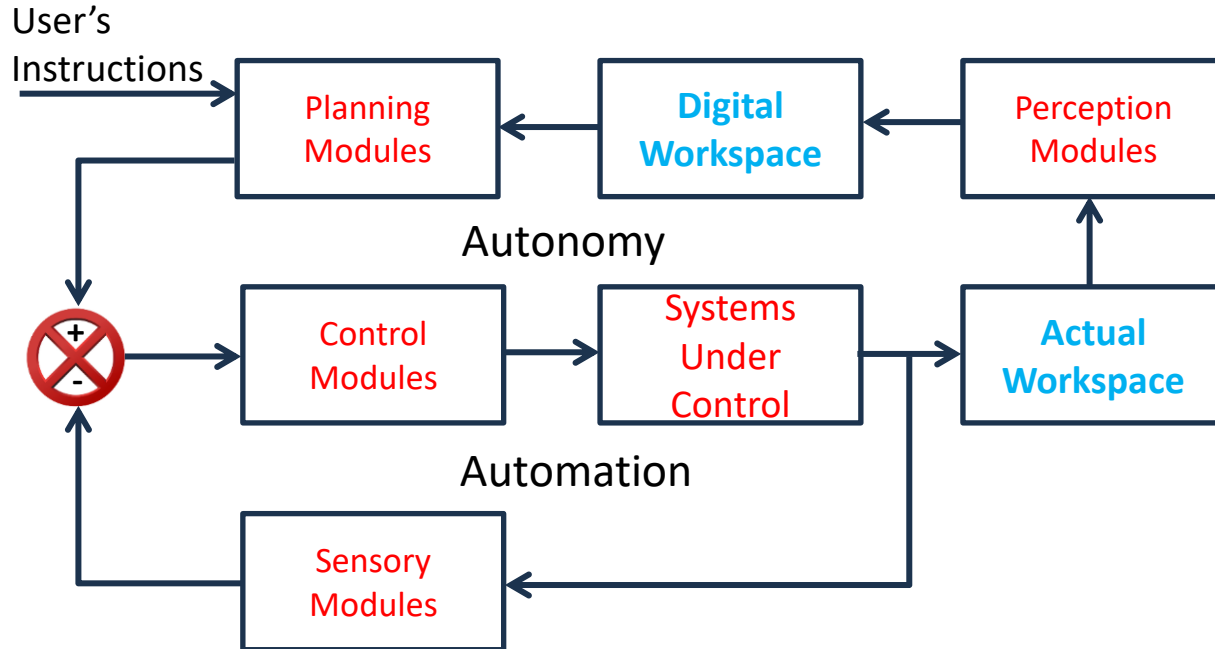 User's
Instructions
Planning
Modules
Digital
Workspace
Perception
Modules
Autonomy
+
-
Control
Modules
Systems
Under
Control
Actual
Workspace
Automation
Sensory
Modules